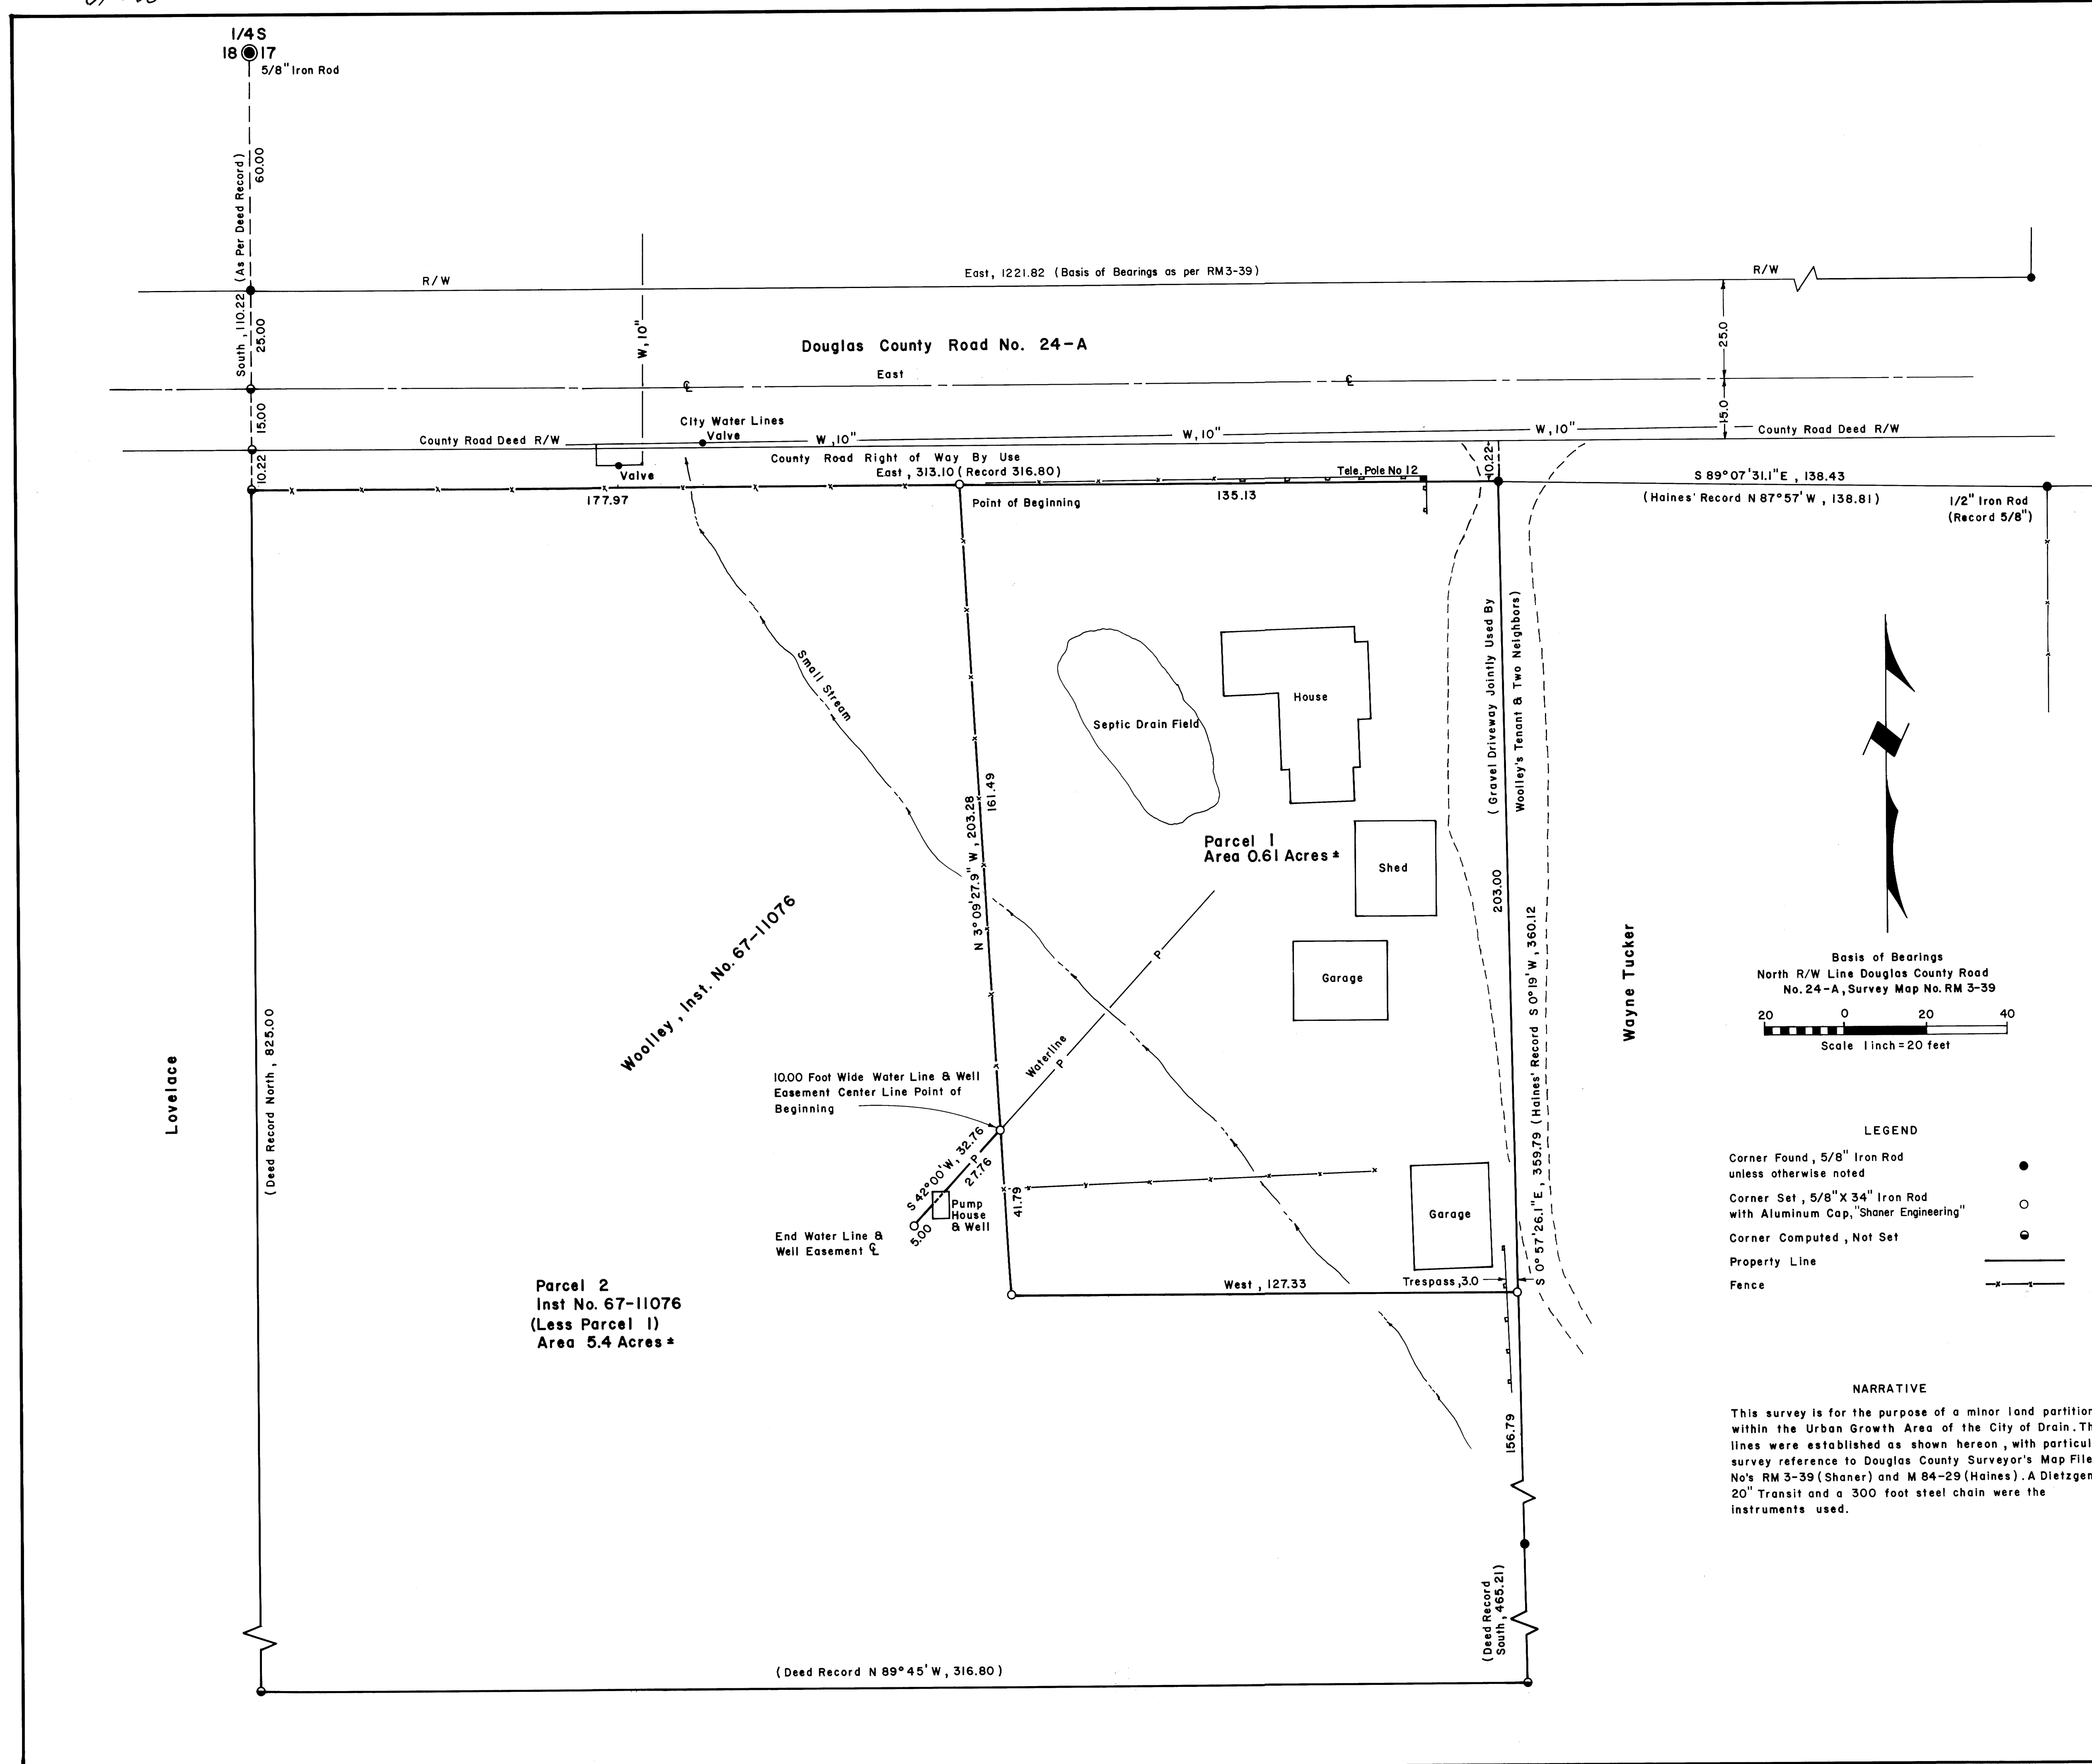 1/4 S
18 17
5/8" Iron Rod
South, 110.22 (As Per Deed Record)
60.00
25.00
15.00
10.22
R/W
East, 1221.82 (Basis of Bearings as per RM3-39)
R/W
W, 10"
Douglas County Road No. 24-A
25.0
East
℄
℄
15.0
City Water Lines
Valve
County Road Deed R/W
W, 10"
W, 10"
W, 10"
County Road Deed R/W
County Road Right of Way By Use
East, 313.10 (Record 316.80)
Valve
Tele. Pole No 12
10.22
S 89°07'31.1" E, 138.43
177.97
Point of Beginning
135.13
(Haines' Record N 87°57' W, 138.81)
1/2" Iron Rod
(Record 5/8")
Small Stream
Septic Drain Field
House
(Gravel Driveway Jointly Used By
Woolley's Tenant & Two Neighbors)
N 3°09'27.9" W, 203.28
161.49
Parcel 1
Area 0.61 Acres ±
Shed
203.00
Garage
Woolley, Inst. No. 67-11076
P
Waterline
P
Wayne Tucker
S 0°57'26.1" E, 359.79 (Haines' Record S 0°19' W, 360.12
Basis of Bearings
North R/W Line Douglas County Road
No. 24-A, Survey Map No. RM 3-39
20 0 20 40
Scale 1 inch = 20 feet
Lovelace
(Deed Record North, 825.00
10.00 Foot Wide Water Line & Well
Easement Center Line Point of
Beginning
S 42°00' W, 32.76
P
27.76
5.00
Pump
House
& Well
41.79
End Water Line &
Well Easement ℄
Garage
LEGEND
Corner Found, 5/8" Iron Rod
unless otherwise noted
Corner Set, 5/8" X 34" Iron Rod
with Aluminum Cap, "Shaner Engineering"
Corner Computed, Not Set
Property Line
Fence
West, 127.33
Trespass, 3.0
Parcel 2
Inst No. 67-11076
(Less Parcel 1)
Area 5.4 Acres ±
156.79
NARRATIVE
This survey is for the purpose of a minor land partition
within the Urban Growth Area of the City of Drain. Th
lines were established as shown hereon, with particul
survey reference to Douglas County Surveyor's Map File
No's RM 3-39 (Shaner) and M 84-29 (Haines). A Dietzgen
20" Transit and a 300 foot steel chain were the
instruments used.
(Deed Record
South, 465.21)
(Deed Record N 89°45' W, 316.80)